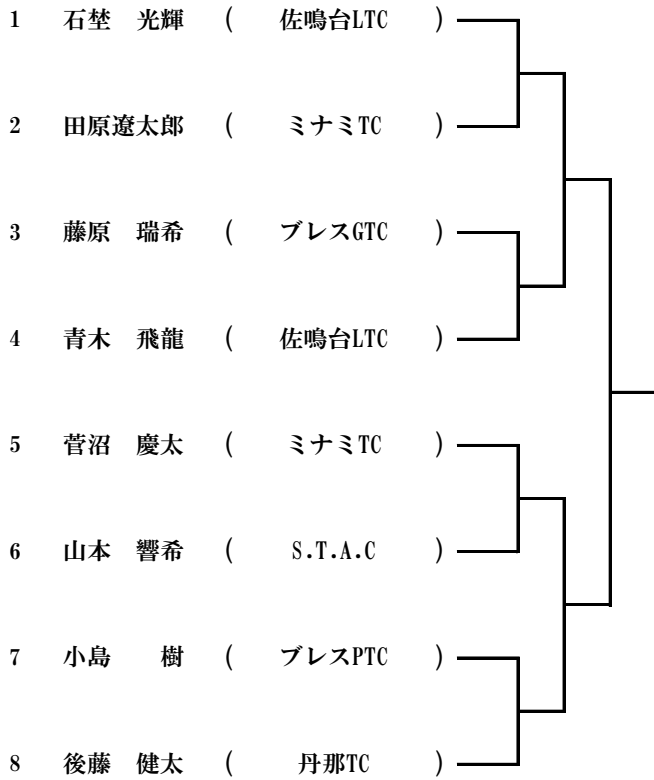 1 石埜 光輝 ( 佐鳴台LTC )
2 田原遼太郎 ( ミナミTC )
3 藤原 瑞希 ( ブレスGTC )
4 青木 飛龍 ( 佐鳴台LTC )
5 菅沼 慶太 ( ミナミTC )
6 山本 響希 ( S.T.A.C )
7 小島 樹 ( ブレスPTC )
8 後藤 健太 ( 丹那TC )